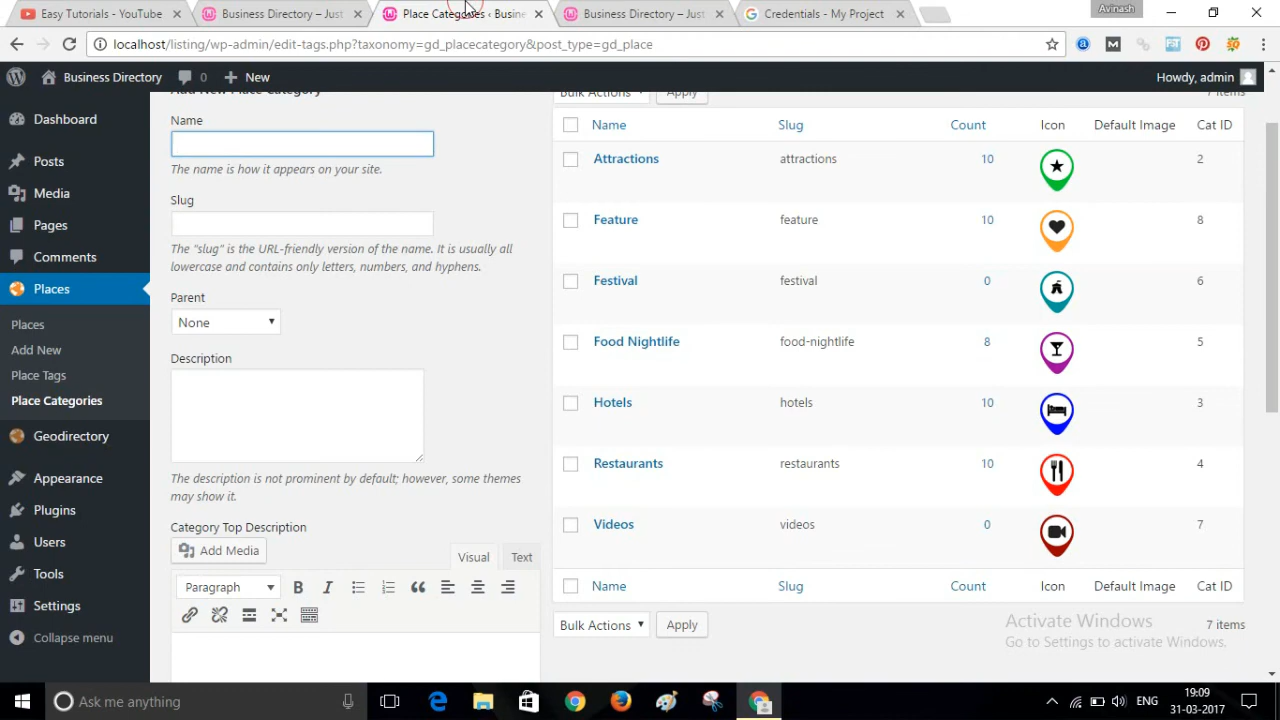 Easy Tutorials - YouTube
Business Directory – Just
Place Categories ‹ Busine
Business Directory – Just
Credentials - My Project
Avinash
localhost/listing/wp-admin/edit-tags.php?taxonomy=gd_placecategory&post_type=gd_place
Business Directory 0 New
Howdy, admin
Dashboard
Posts
Media
Pages
Comments
Places
Places
Add New
Place Tags
Place Categories
Geodirectory
Appearance
Plugins
Users
Tools
Settings
Collapse menu
Add New Place Category
Name
The name is how it appears on your site.
Slug
The "slug" is the URL-friendly version of the name. It is usually all
lowercase and contains only letters, numbers, and hyphens.
Parent
None
Description
The description is not prominent by default; however, some themes
may show it.
Category Top Description
Add Media
Visual Text
Paragraph
Bulk Actions Apply 7 items
Name Slug Count Icon Default Image Cat ID
Attractions attractions 10 2
Feature feature 10 8
Festival festival 0 6
Food Nightlife food-nightlife 8 5
Hotels hotels 10 3
Restaurants restaurants 10 4
Videos videos 0 7
Name Slug Count Icon Default Image Cat ID
Bulk Actions Apply 7 items
Activate Windows
Go to Settings to activate Windows.
Ask me anything
ENG
19:09
31-03-2017